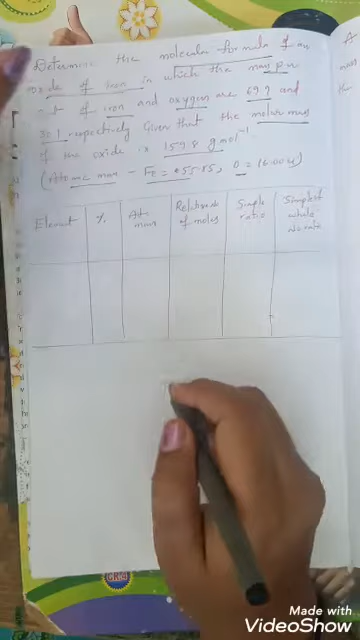 Determine the molecular formula of an
oxide of iron in which the mass per
t of iron and oxygen are 69.9 and
30.1 respectively Given that the molar mass
of the oxide is 159.8 g mol⁻¹
(Atomic mass - Fe = 55.85, O = 16.00 u)
Element % Ato mass Relative no of moles Simple ratio Simplest whole No ratio
Made with
VideoShow